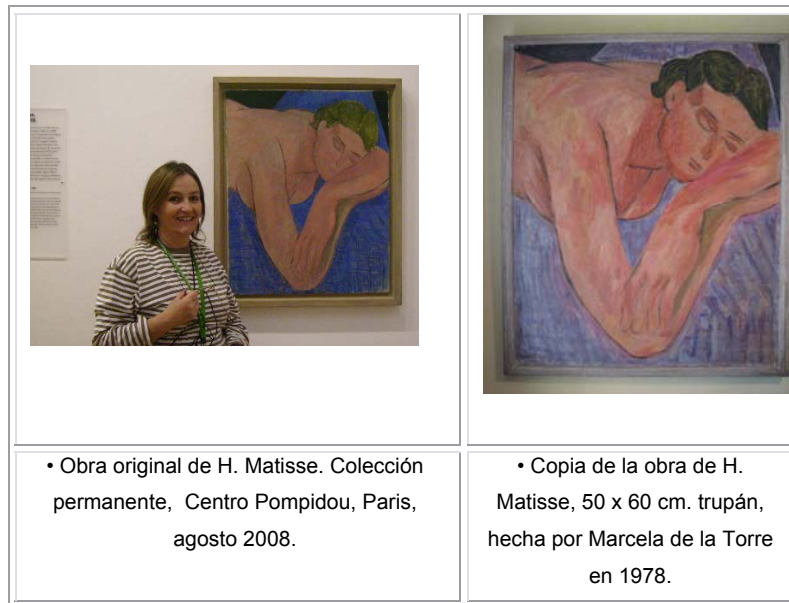 • Obra original de H. Matisse. Colección
permanente, Centro Pompidou, Paris,
agosto 2008.
• Copia de la obra de H.
Matisse, 50 x 60 cm. trupán,
hecha por Marcela de la Torre
en 1978.